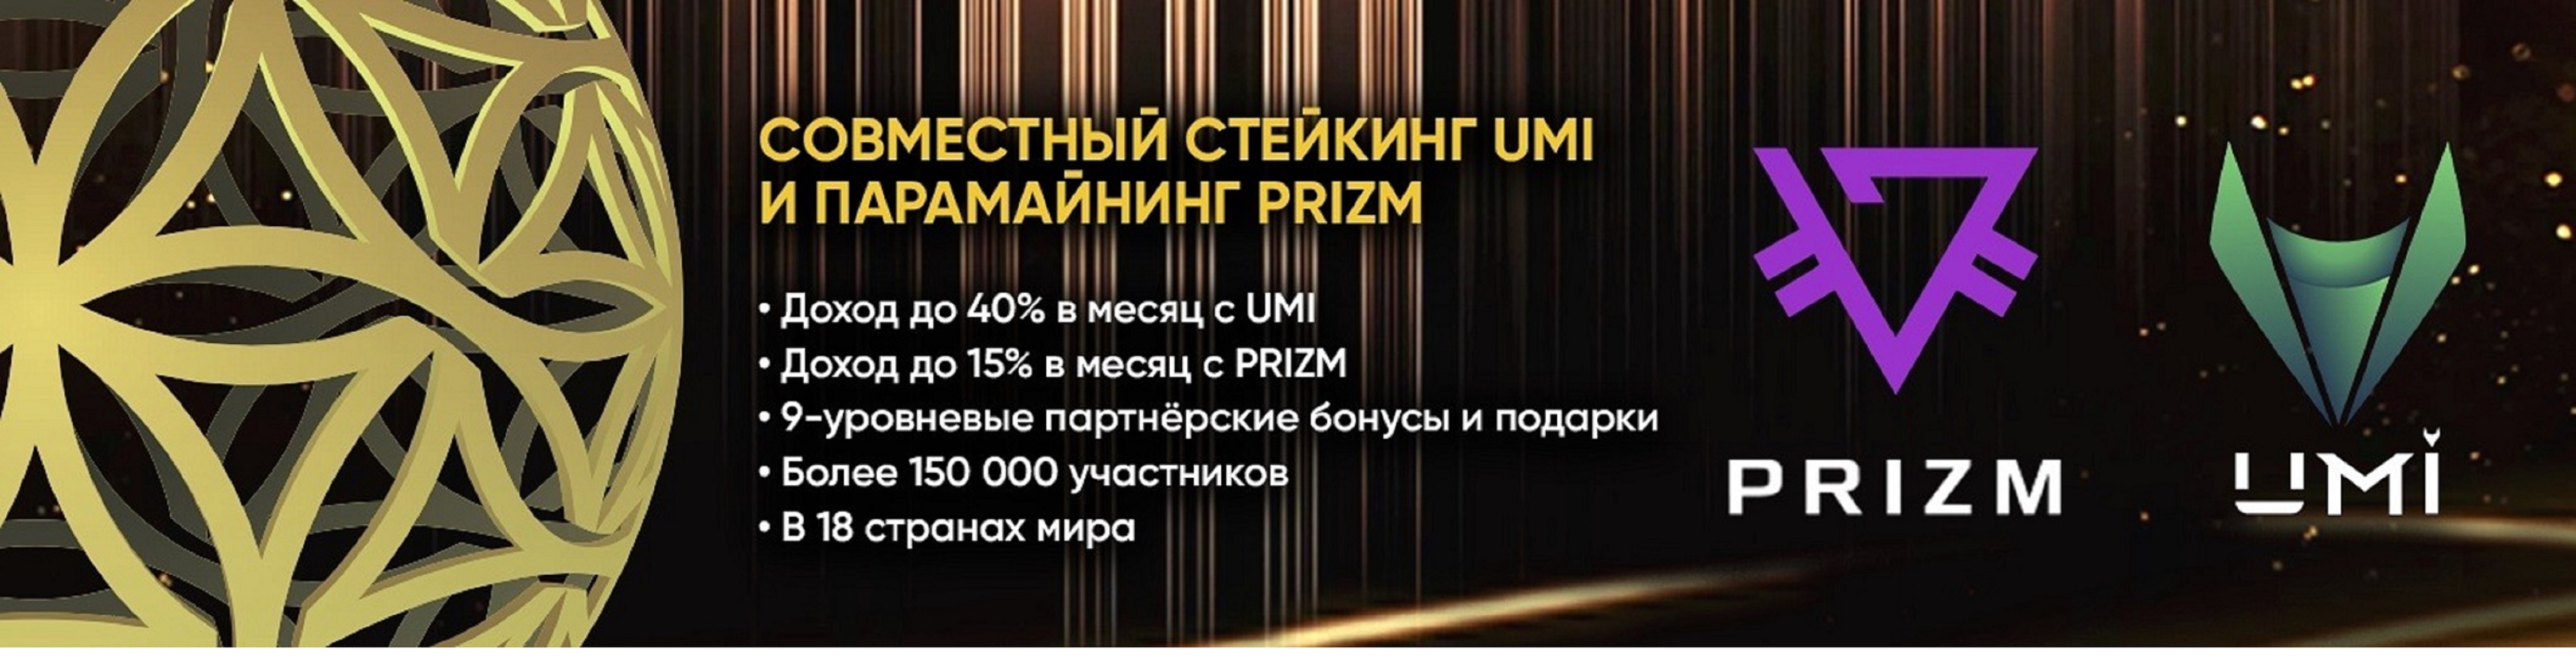 СОВМЕСТНЫЙ СТЕЙКИНГ UMI
И ПАРАМАЙНИНГ PRIZM
• Доход до 40% в месяц с UMI
• Доход до 15% в месяц с PRIZM
• 9-уровневые партнёрские бонусы и подарки
• Более 150 000 участников
• В 18 странах мира
PRIZM
UMI